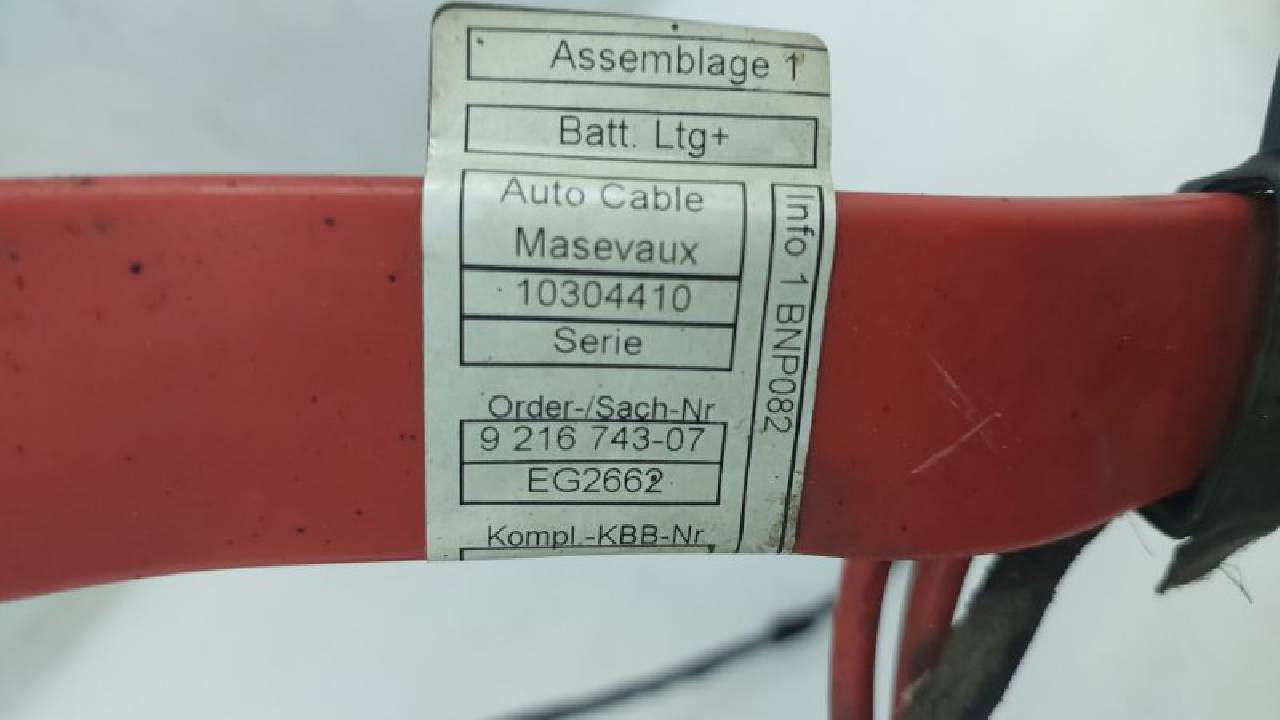 Assemblage 1
Batt. Ltg+
Auto Cable
Masevaux
10304410
Serie
Info 1 BNP082
Order-/Sach-Nr
9 216 743-07
EG2662
Kompl.-KBB-Nr.